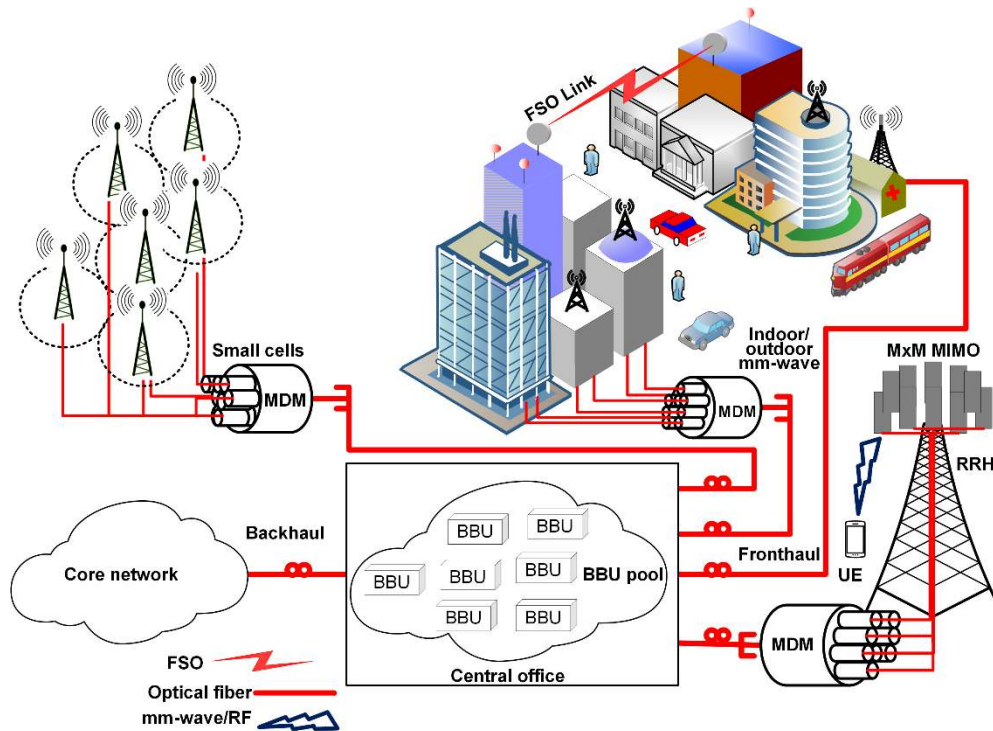 FSO Link
Small cells
MDM
Indoor/
outdoor
mm-wave
MDM
MxM MIMO
RRH
UE
Backhaul
Core network
BBU
BBU
BBU
BBU
BBU
BBU
BBU
BBU pool
Fronthaul
Central office
MDM
FSO
Optical fiber
mm-wave/RF